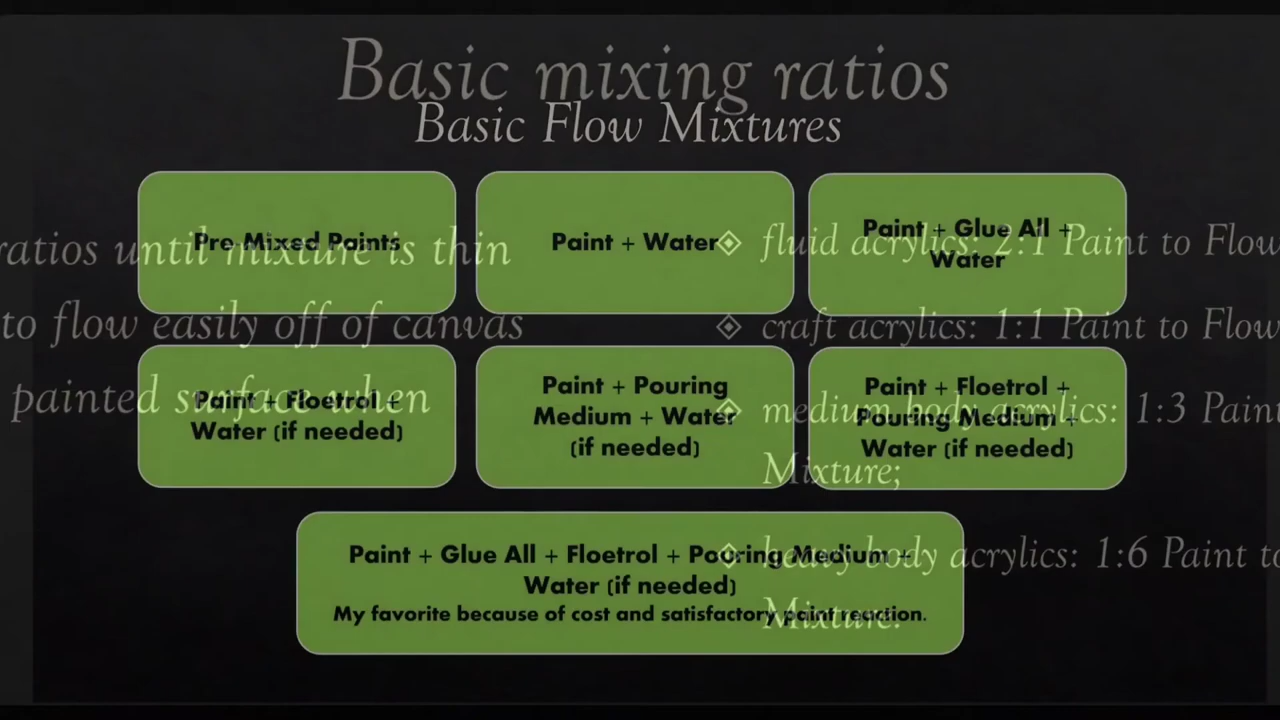 Basic mixing ratios
Basic Flow Mixtures
Pre Mixed Paints
Paint + Water
Paint + Glue All +
Water
Paint + Floetrol +
Water (if needed)
Paint + Pouring
Medium + Water
(if needed)
Paint + Floetrol +
Pouring Medium +
Water (if needed)
Paint + Glue All + Floetrol + Pouring Medium +
Water (if needed)
My favorite because of cost and satisfactory paint reaction.
ratios until mixture is thin
to flow easily off of canvas
painted surface when
fluid acrylics: 2:1 Paint to Flow
craft acrylics: 1:1 Paint to Flow
medium body acrylics: 1:3 Paint
Mixture;
heavy body acrylics: 1:6 Paint to
Mixture.